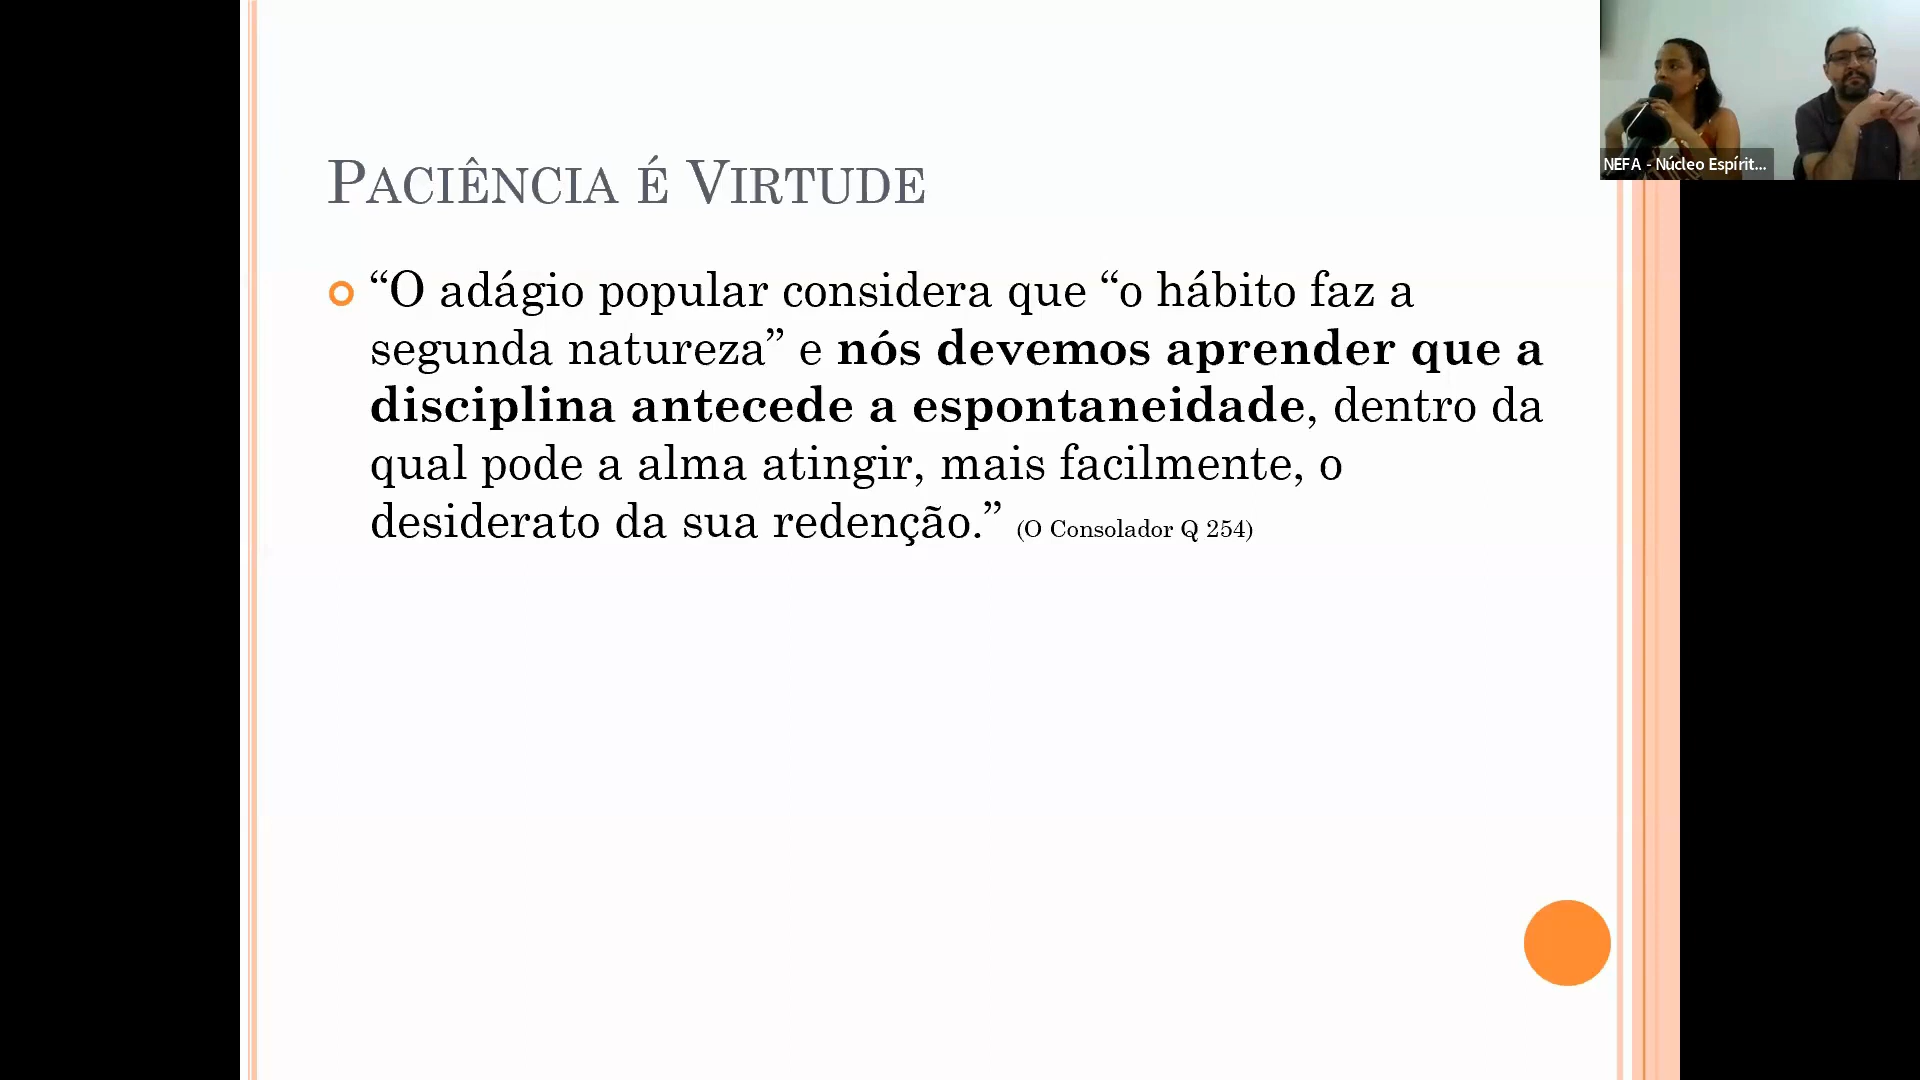 PACIÊNCIA É VIRTUDE
“O adágio popular considera que “o hábito faz a
segunda natureza” e nós devemos aprender que a
disciplina antecede a espontaneidade, dentro da
qual pode a alma atingir, mais facilmente, o
desiderato da sua redenção.” (O Consolador Q 254)
NEFA - Núcleo Espírit...